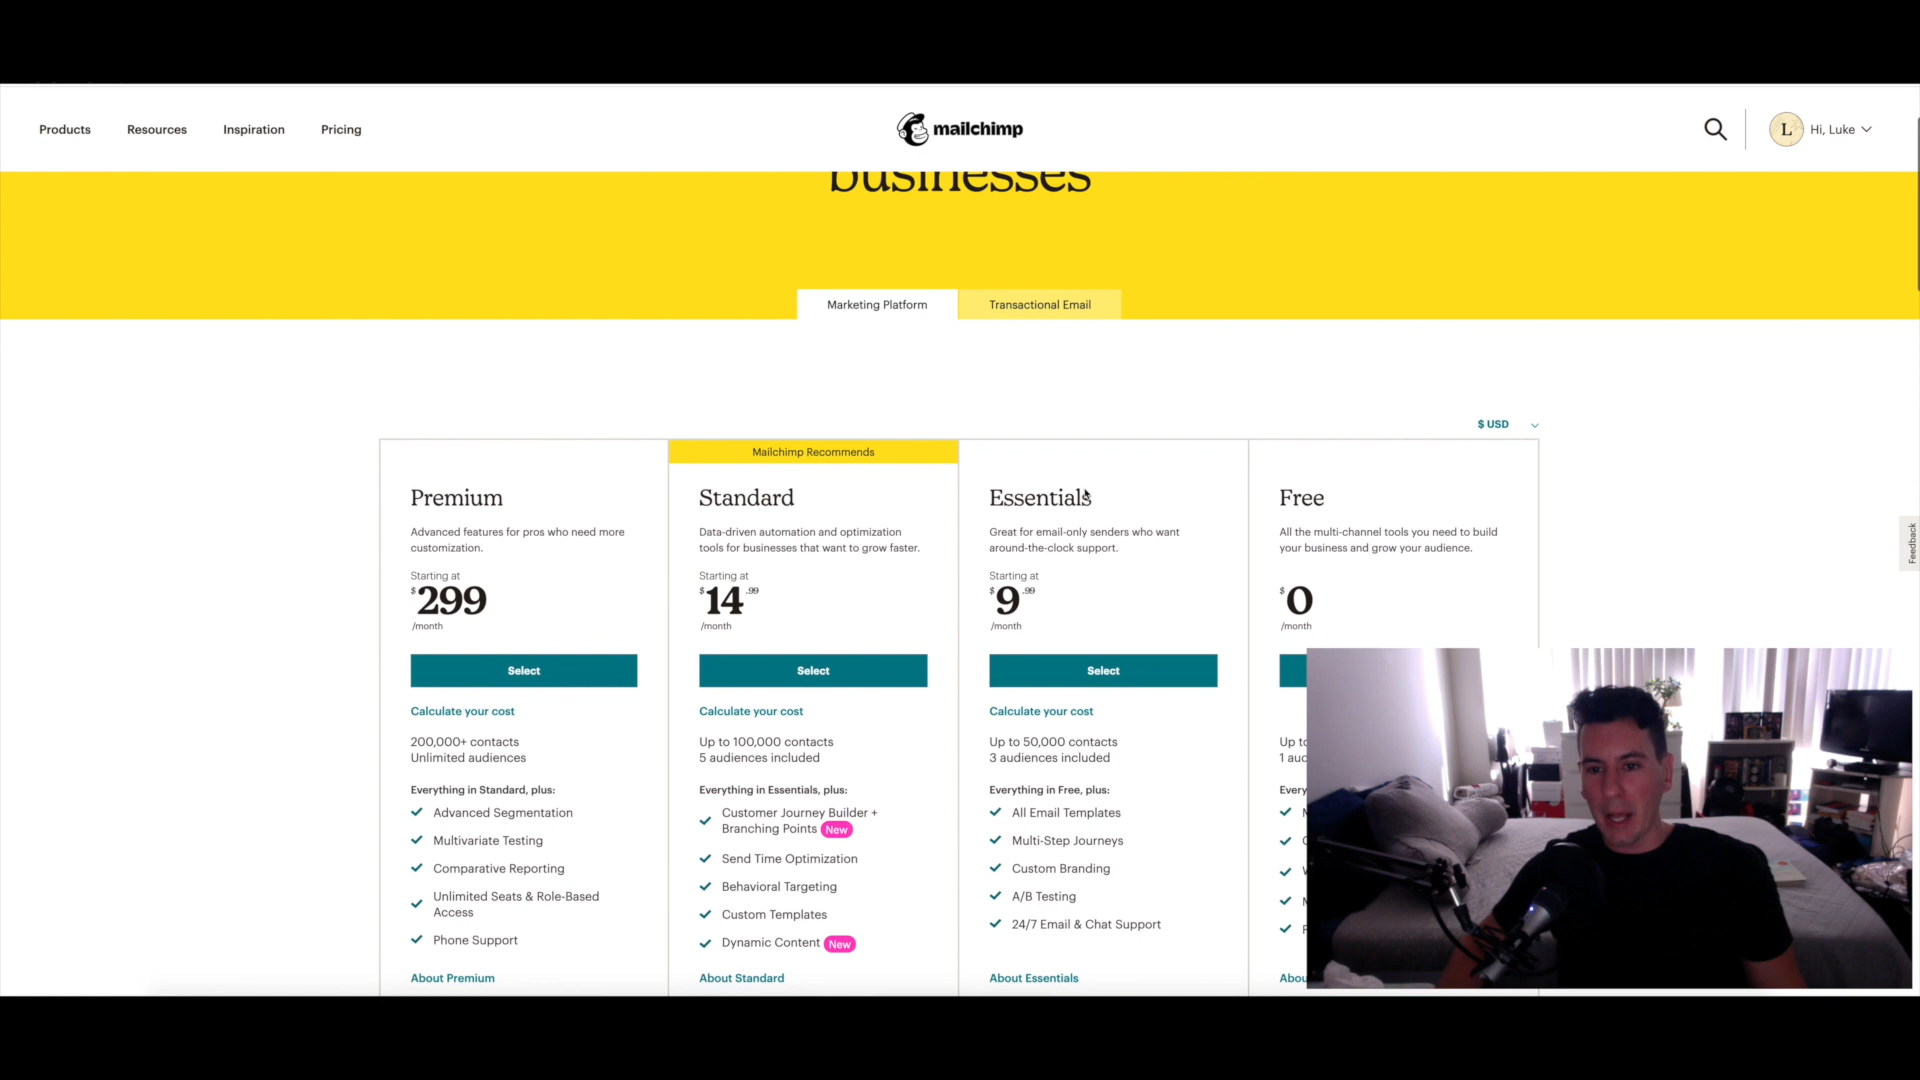 Products
Resources
Inspiration
Pricing
mailchimp
L
Hi, Luke
businesses
Marketing Platform
Transactional Email
$ USD
Mailchimp Recommends
Premium
Advanced features for pros who need more
customization.
Starting at
$299
/month
Select
Calculate your cost
200,000+ contacts
Unlimited audiences
Everything in Standard, plus:
Advanced Segmentation
Multivariate Testing
Comparative Reporting
Unlimited Seats & Role-Based
Access
Phone Support
About Premium
Standard
Data-driven automation and optimization
tools for businesses that want to grow faster.
Starting at
$14.99
/month
Select
Calculate your cost
Up to 100,000 contacts
5 audiences included
Everything in Essentials, plus:
Customer Journey Builder +
Branching Points New
Send Time Optimization
Behavioral Targeting
Custom Templates
Dynamic Content New
About Standard
Essentials
Great for email-only senders who want
around-the-clock support.
Starting at
$9.99
/month
Select
Calculate your cost
Up to 50,000 contacts
3 audiences included
Everything in Free, plus:
All Email Templates
Multi-Step Journeys
Custom Branding
A/B Testing
24/7 Email & Chat Support
About Essentials
Free
All the multi-channel tools you need to build
your business and grow your audience.
$0
/month
Up
1
Feedback